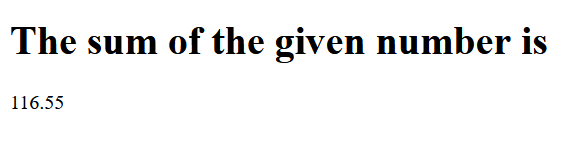 The sum of the given number is
116.55